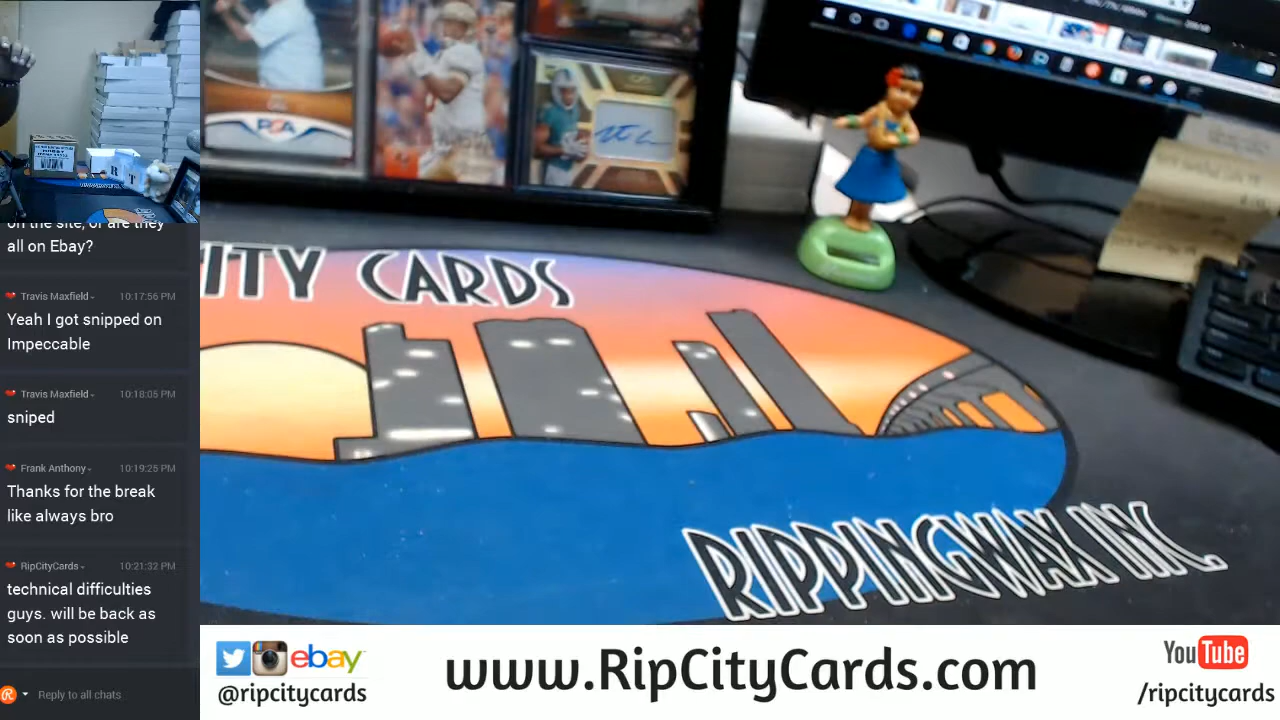 on the site, or are they
all on Ebay?
Travis Maxfield
10:17:56 PM
Yeah I got snipped on
Impeccable
Travis Maxfield
10:18:05 PM
sniped
Frank Anthony
10:19:25 PM
Thanks for the break
like always bro
RipCityCards
10:21:32 PM
technical difficulties
guys. will be back as
soon as possible
Reply to all chats
PSA
CITY CARDS
RIPPINGWAX INC.
ebay
@ripcitycards
www.RipCityCards.com
YouTube
/ripcitycards